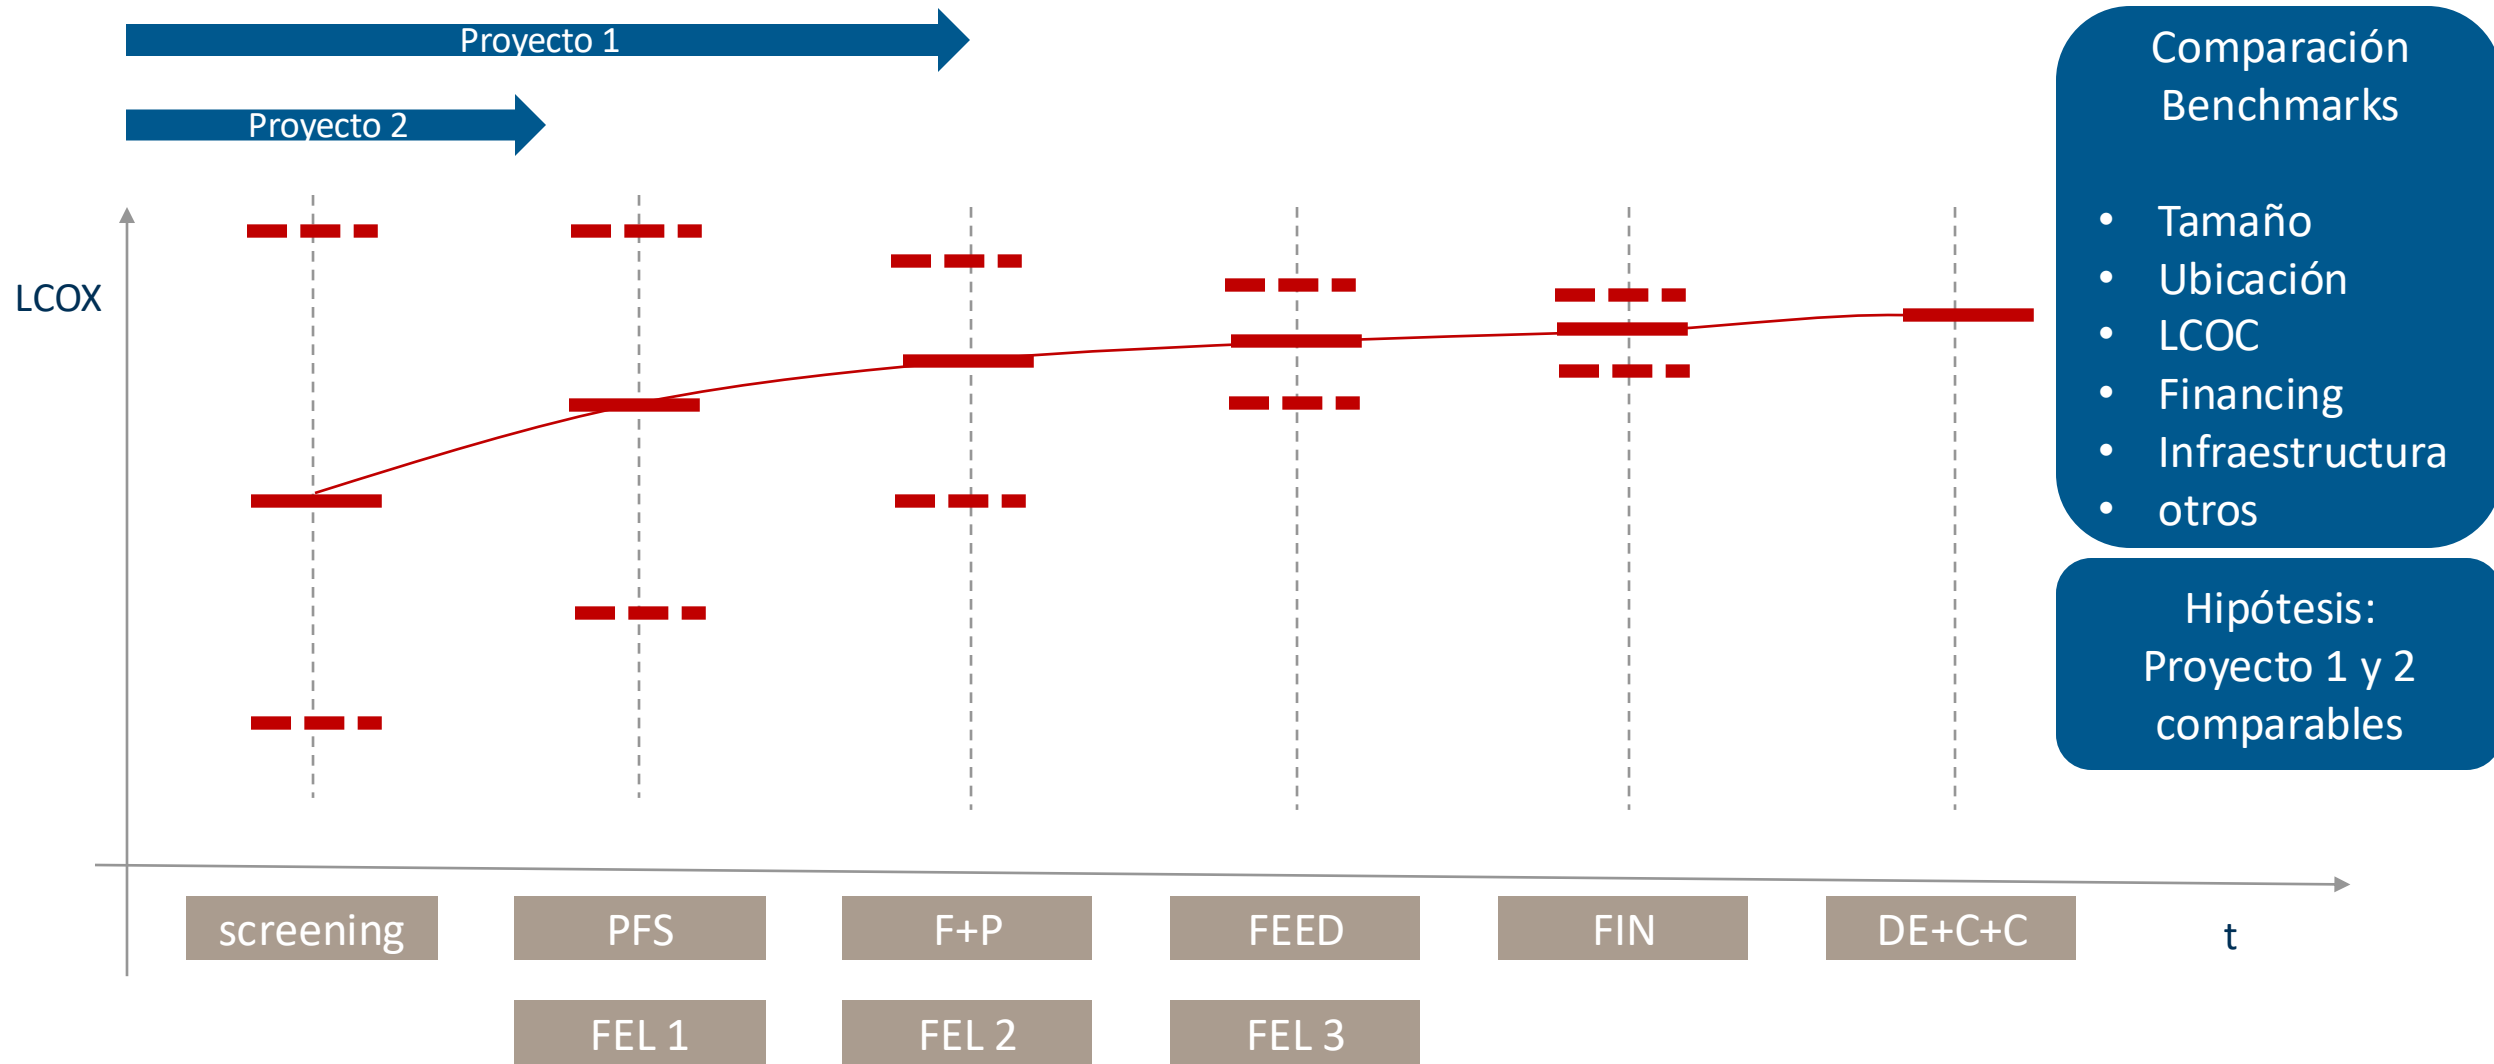 Proyecto 1
Proyecto 2
LCOX
Comparación
Benchmarks
• Tamaño
• Ubicación
• LCOC
• Financing
• Infraestructura
• otros
Hipótesis:
Proyecto 1 y 2
comparables
screening
PFS
F+P
FEED
FIN
DE+C+C
t
FEL 1
FEL 2
FEL 3